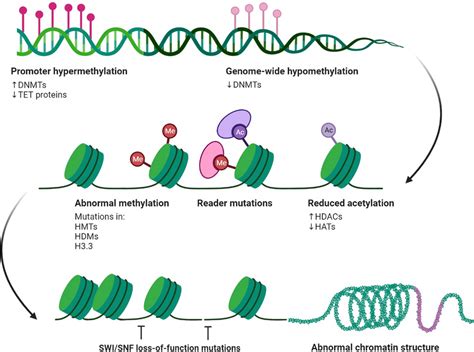 Promoter hypermethylation
↑DNMTs
↓TET proteins
Genome-wide hypomethylation
↓DNMTs
Me
Me
Ac
Me
Ac
Abnormal methylation
Mutations in:
HMTs
HDMs
H3.3
Reader mutations
Reduced acetylation
↑HDACs
↓HATs
SWI/SNF loss-of-function mutations
Abnormal chromatin structure